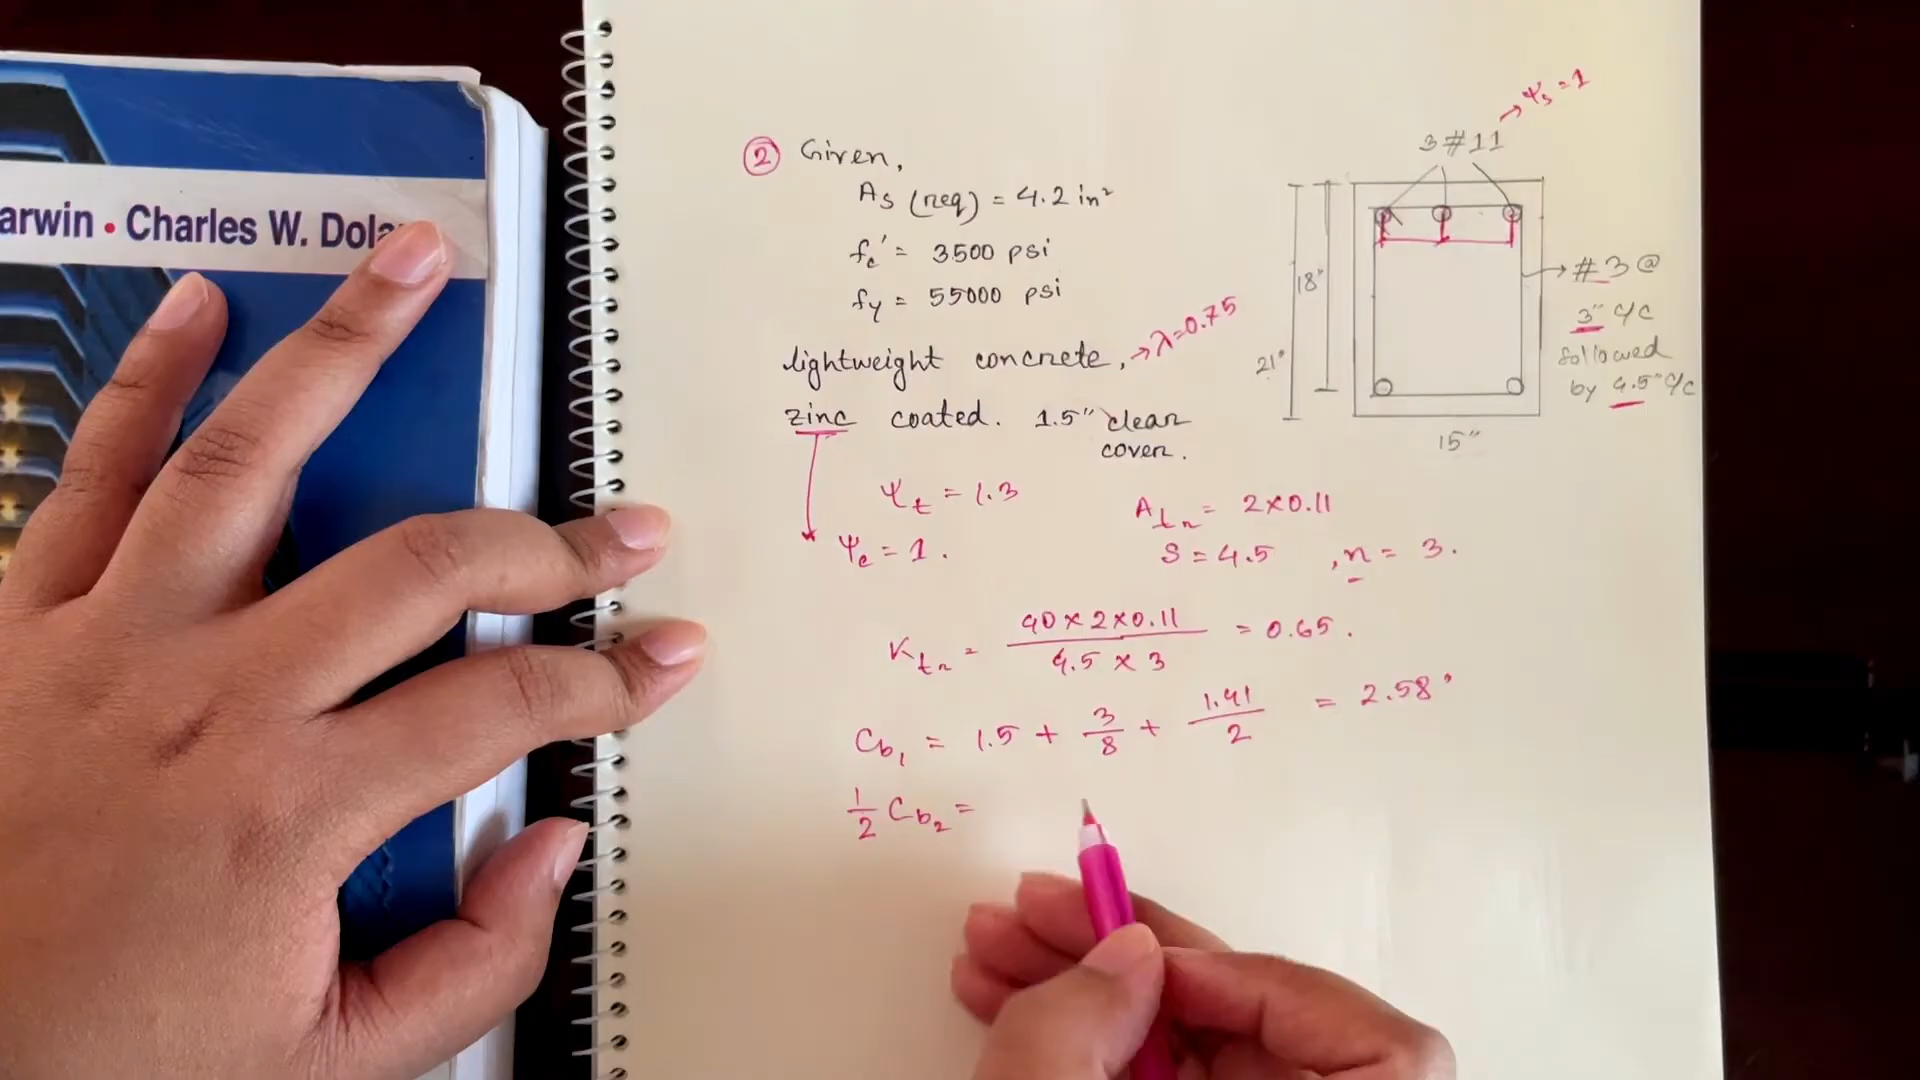 arwin • Charles W. Dola
② Given,
As (req) = 4.2 in²
fc' = 3500 psi
fy = 55000 psi
lightweight concrete, → λ=0.75
zinc coated. 1.5" clear
cover.
Ψt = 1.3
Ψe = 1.
Atr = 2×0.11
S = 4.5 , n = 3.
Ktr = 40 × 2 × 0.11 / 4.5 × 3 = 0.65.
Cb1 = 1.5 + 3/8 + 1.41/2 = 2.58"
1/2 Cb2 =
→ Ψs = 1
3#11
18"
21"
15"
→ #3 @
3" c/c
followed
by 4.5" c/c